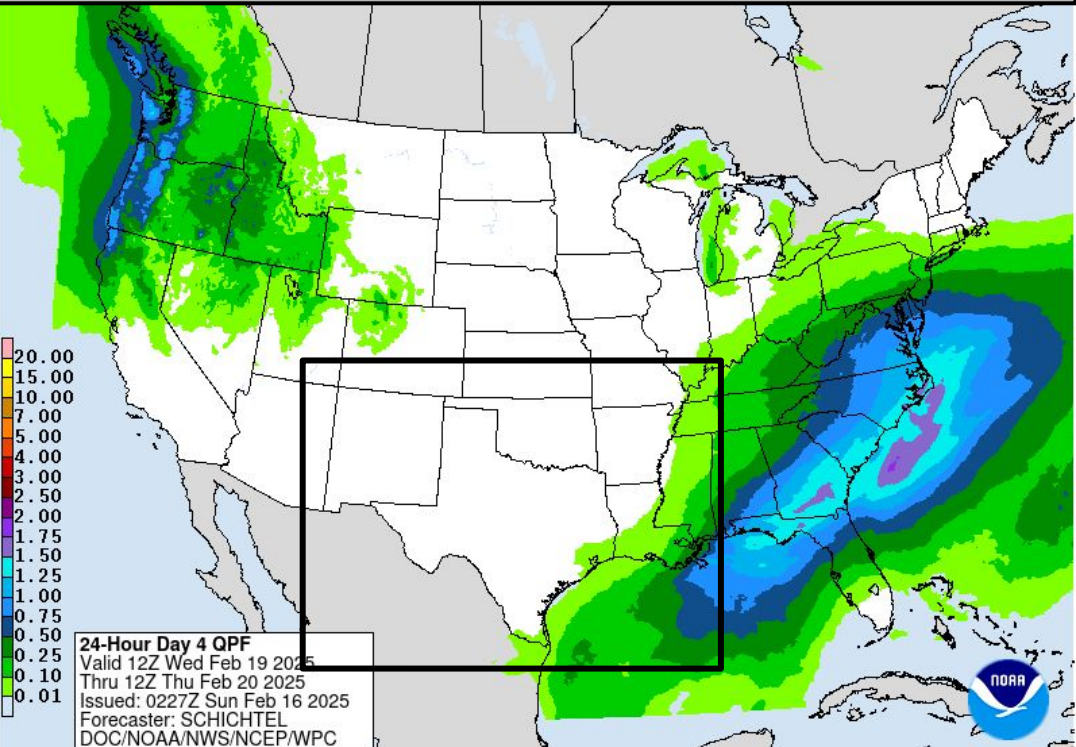 20.00
15.00
10.00
7.00
5.00
4.00
3.00
2.50
2.00
1.75
1.50
1.25
1.00
0.75
0.50
0.25
0.10
0.01
24-Hour Day 4 QPF
Valid 12Z Wed Feb 19 2025
Thru 12Z Thu Feb 20 2025
Issued: 0227Z Sun Feb 16 2025
Forecaster: SCHICHTEL
DOC/NOAA/NWS/NCEP/WPC
NOAA